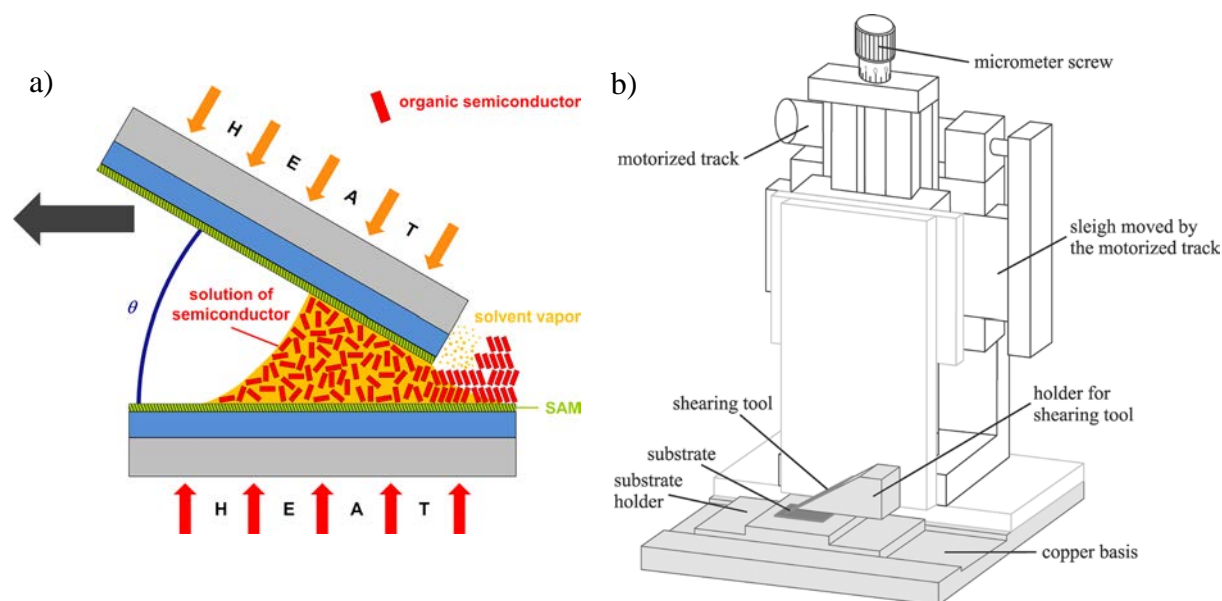 a)
organic semiconductor
H E A T
θ
solution of
semiconductor
solvent vapor
SAM
H E A T
b)
micrometer screw
motorized track
sleigh moved by
the motorized track
shearing tool
holder for
shearing tool
substrate
substrate
holder
copper basis